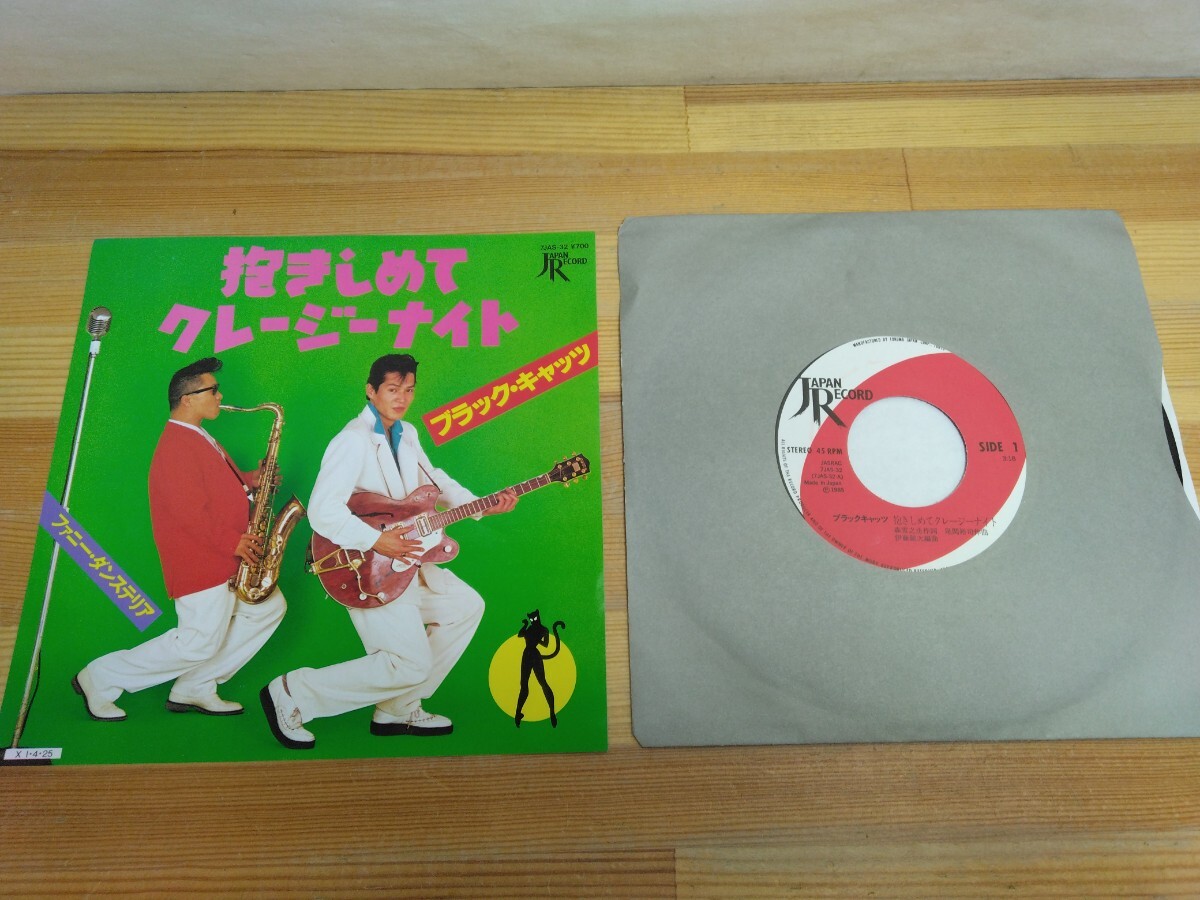 抱きしめて
クレージーナイト
7JAS-32 ¥700
JAPAN
RECORD
ブラック・キャッツ
ファニー・ダンステリア
X 1・4・25
JAPAN
RECORD
STEREO 45 RPM
SIDE 1
JASRAC
7JAS-32
Made in Japan
ブラックキャッツ 抱きしめてクレージーナイト